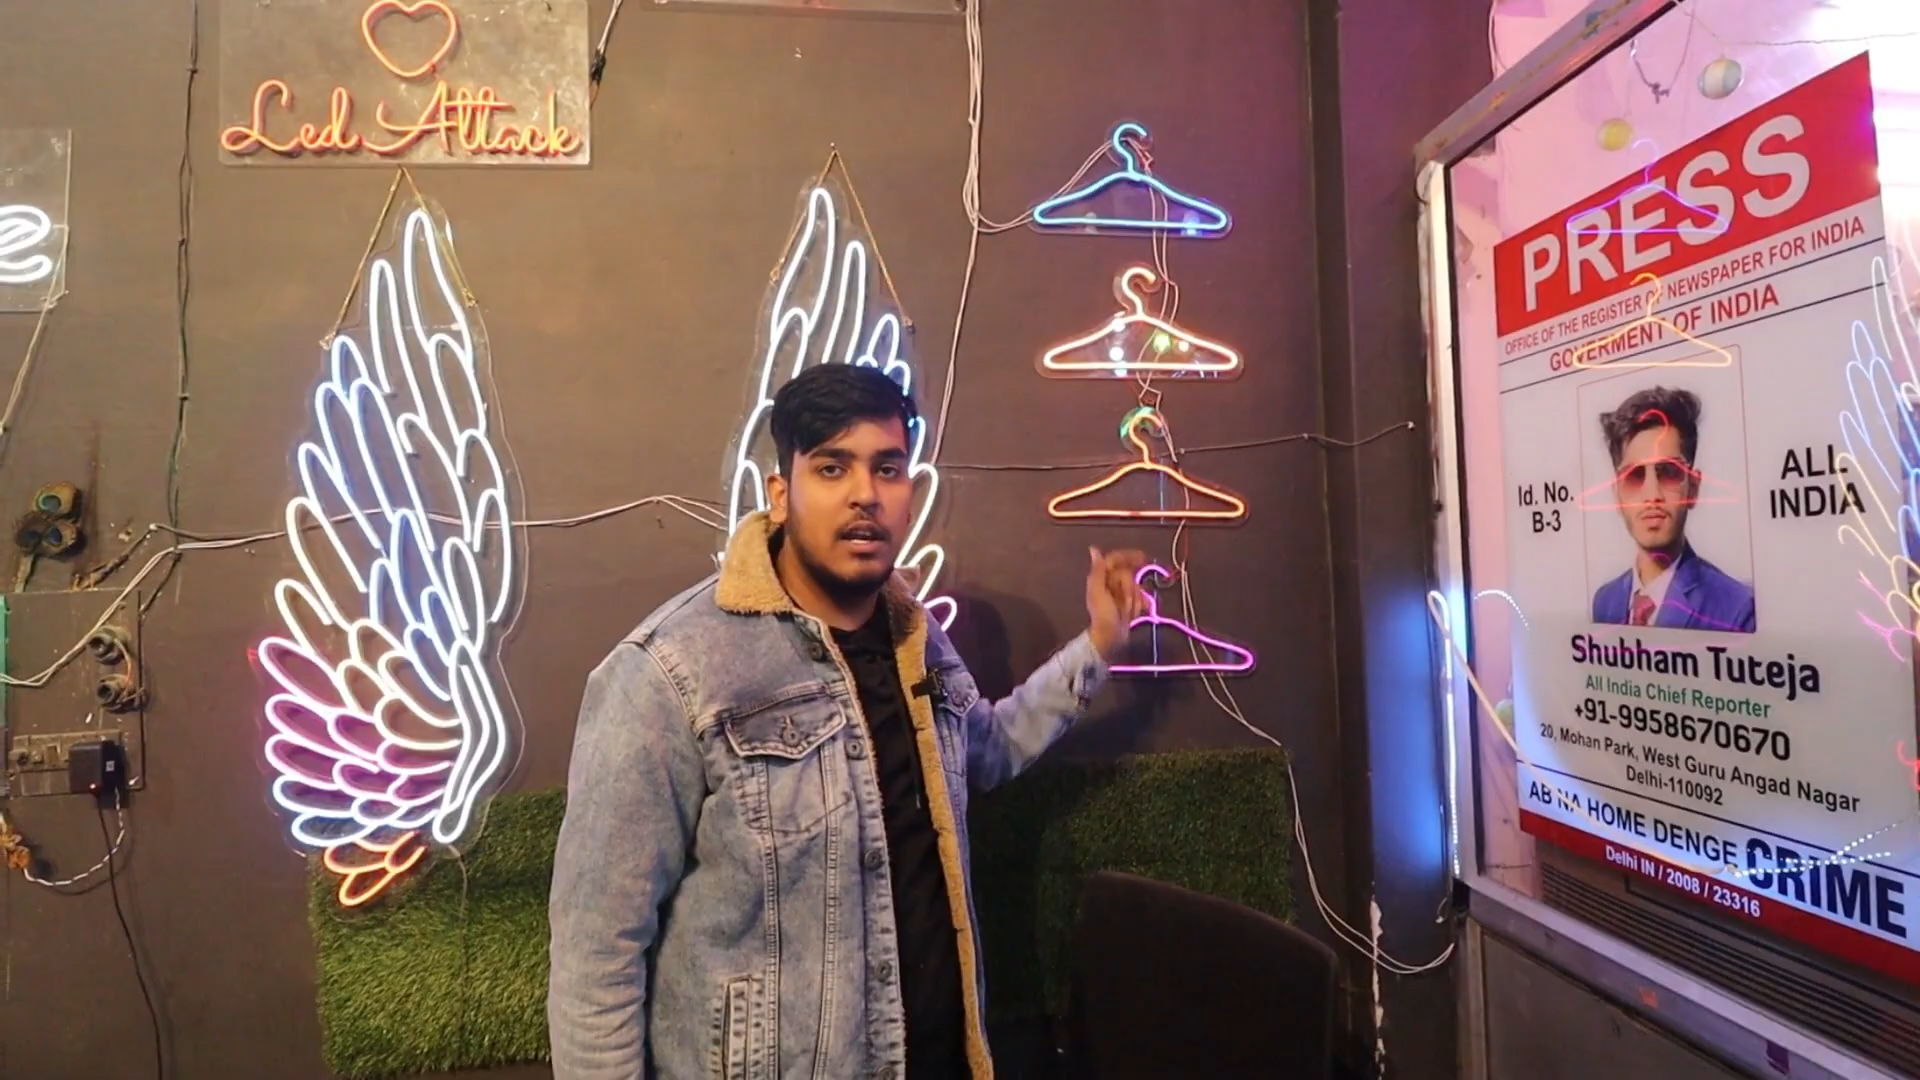 Led Attack
e
PRESS
OFFICE OF THE REGISTER OF NEWSPAPER FOR INDIA
GOVERMENT OF INDIA
Id. No.
B-3
ALL
INDIA
Shubham Tuteja
All India Chief Reporter
+91-9958670670
20, Mohan Park, West Guru Angad Nagar
Delhi-110092
AB NA HOME DENGE CRIME
Delhi IN / 2008 / 23316